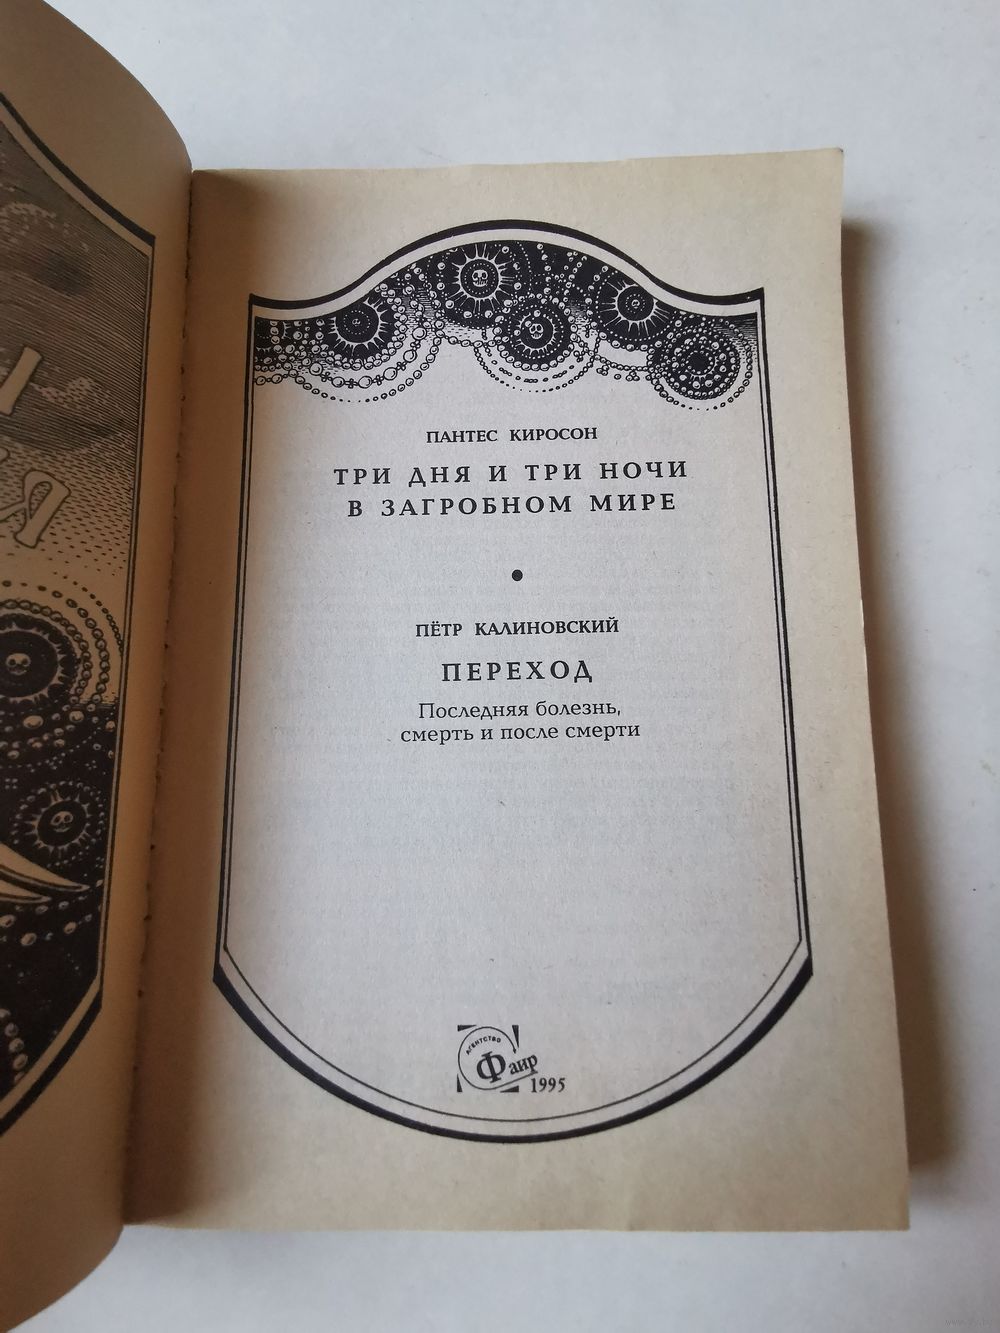 ПАНТЕС КИРОСОН
ТРИ ДНЯ И ТРИ НОЧИ
В ЗАГРОБНОМ МИРЕ
•
ПЁТР КАЛИНОВСКИЙ
ПЕРЕХОД
Последняя болезнь,
смерть и после смерти
АГЕНТСТВО
Фаир
1995